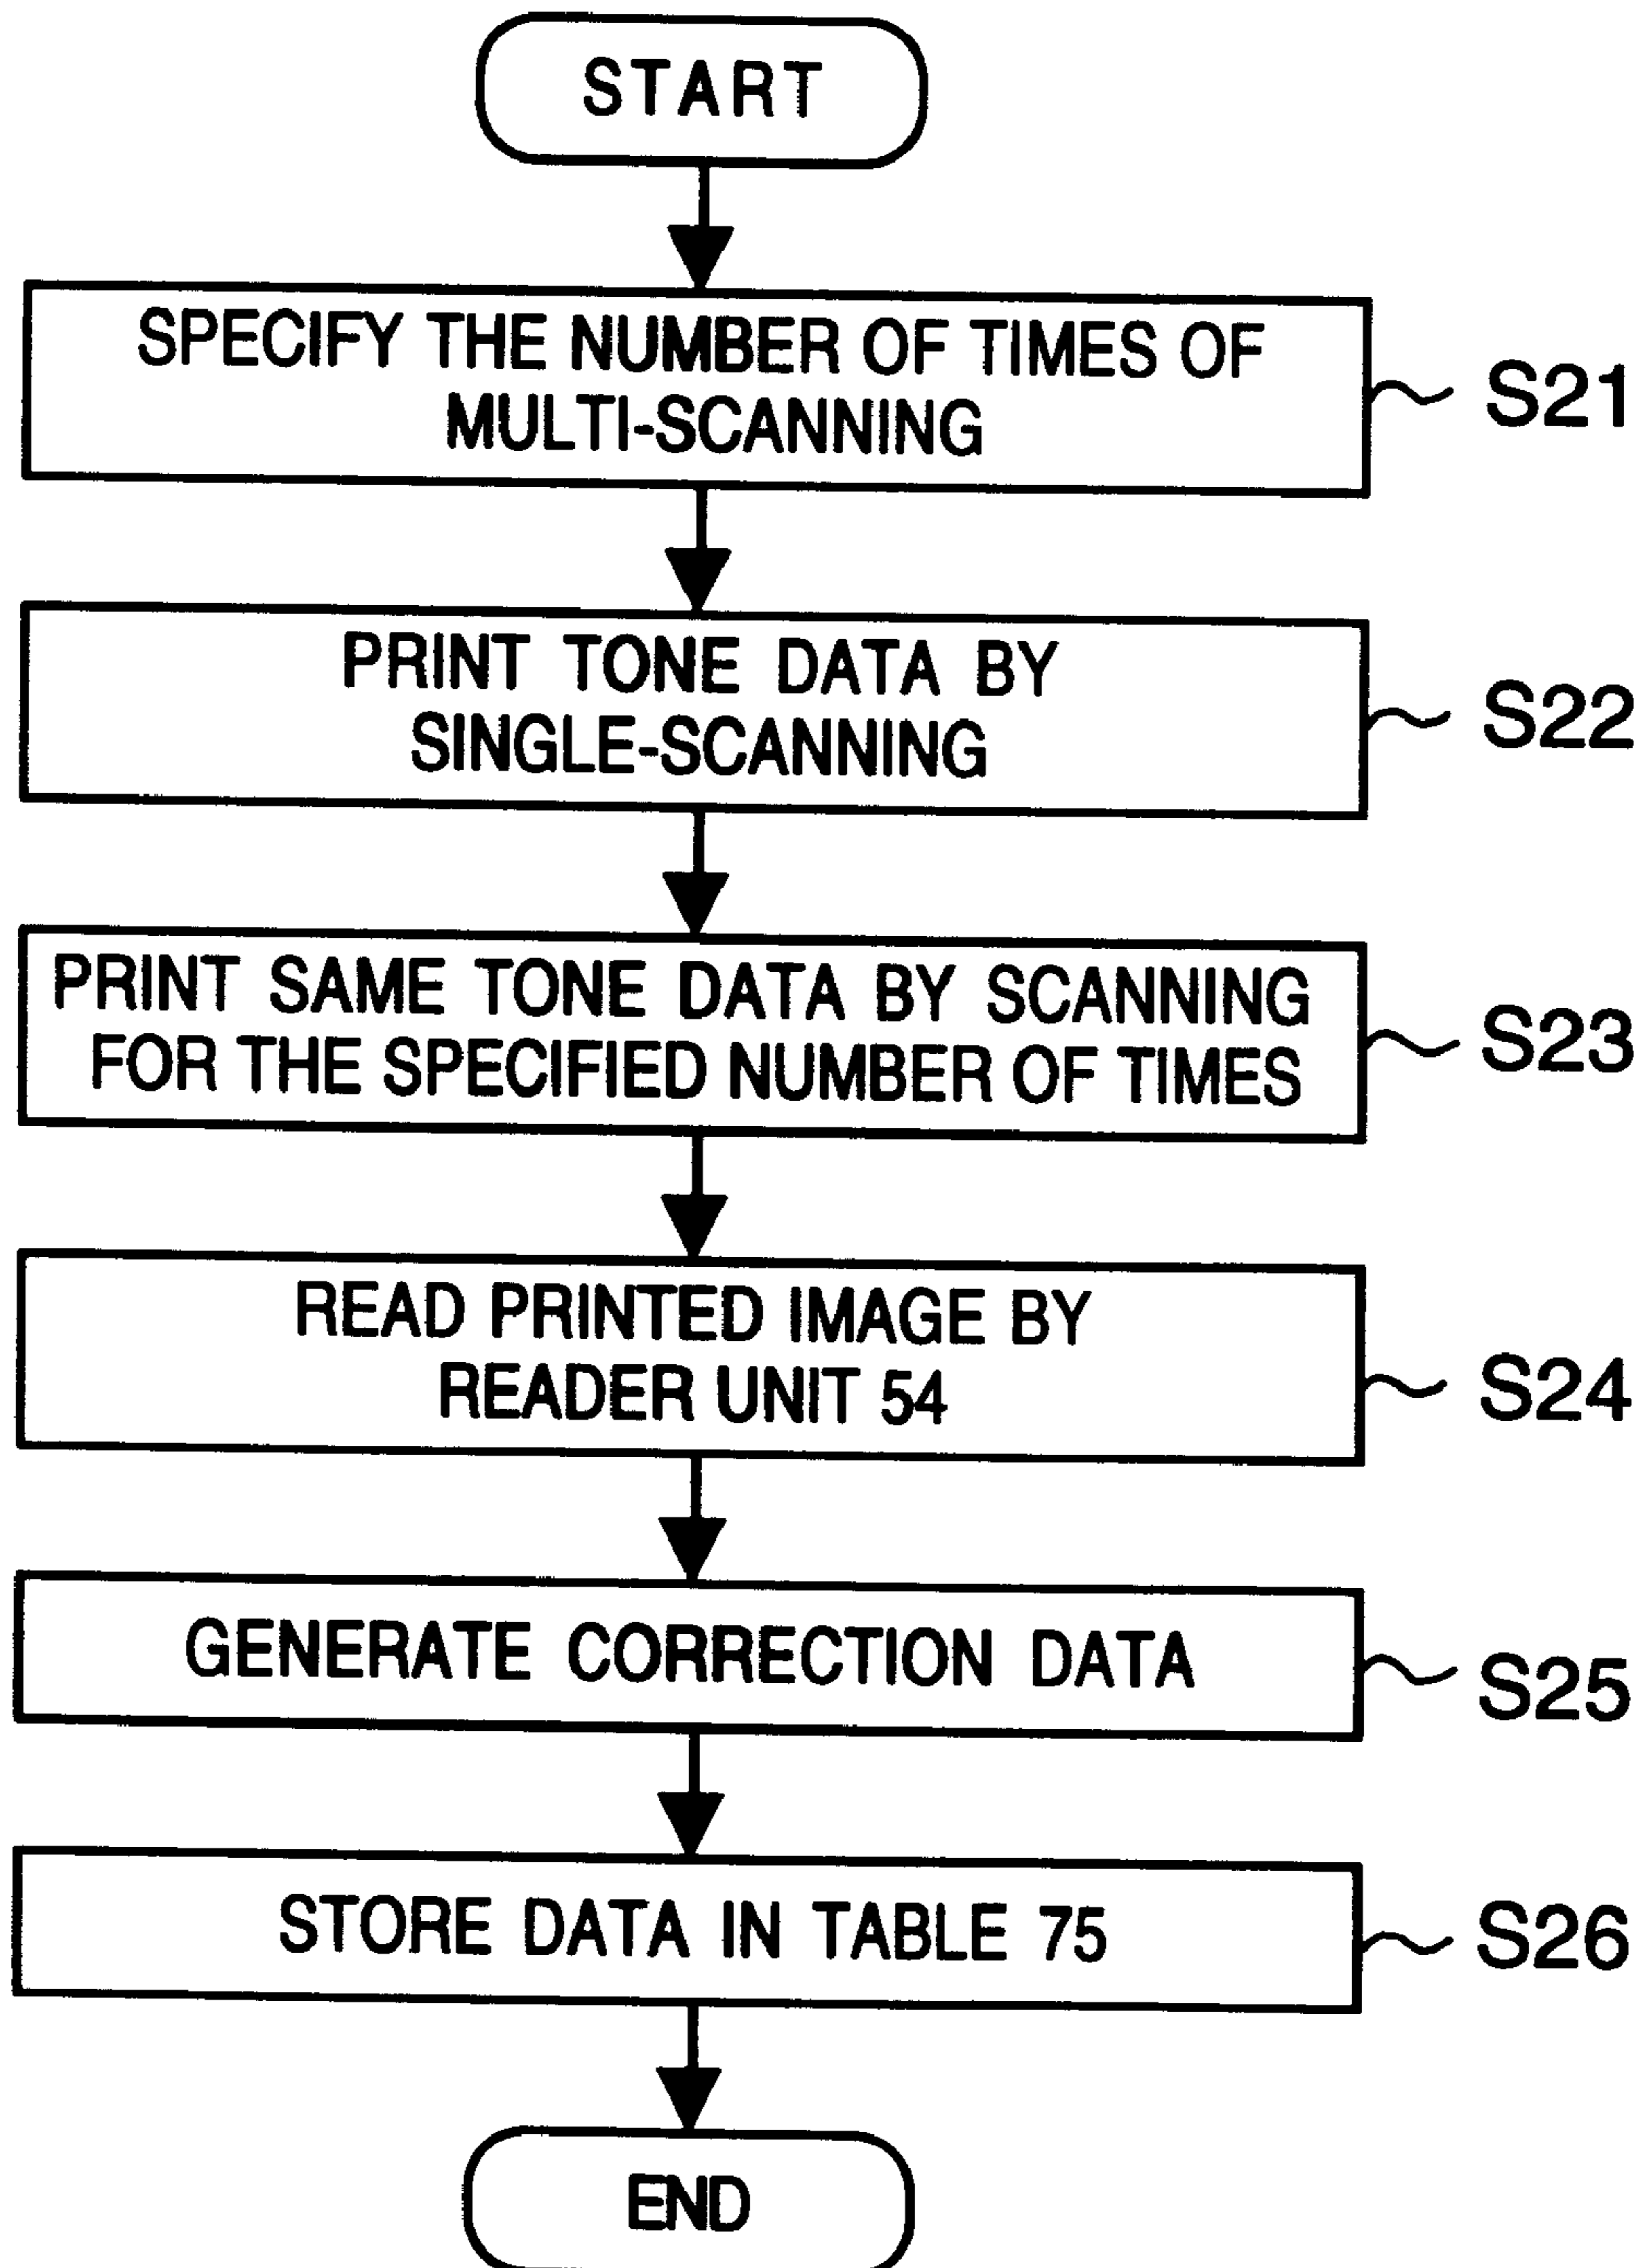 START
SPECIFY THE NUMBER OF TIMES OF
MULTI-SCANNING
S21
PRINT TONE DATA BY
SINGLE-SCANNING
S22
PRINT SAME TONE DATA BY SCANNING
FOR THE SPECIFIED NUMBER OF TIMES
S23
READ PRINTED IMAGE BY
READER UNIT 54
S24
GENERATE CORRECTION DATA
S25
STORE DATA IN TABLE 75
S26
END